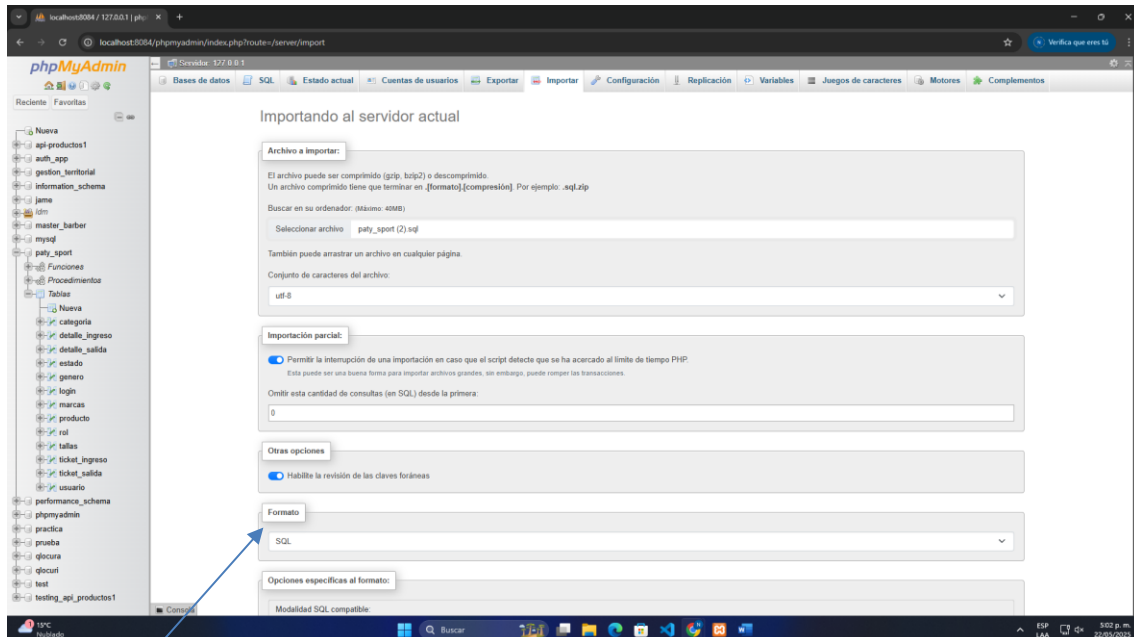 localhost:8084 / 127.0.0.1 | php
localhost:8084/phpmyadmin/index.php?route=/server/import
Verifica que eres tú
phpMyAdmin
Reciente Favoritas
Nueva
api-productos1
auth_app
gestion_territorial
information_schema
jame
ldm
master_barber
mysql
paty_sport
Funciones
Procedimientos
Tablas
Nueva
categoria
detalle_ingreso
detalle_salida
estado
genero
login
marcas
producto
rol
tallas
ticket_ingreso
ticket_salida
usuario
performance_schema
phpmyadmin
practica
prueba
qlocura
qlocuri
test
testing_api_productos1
Servidor: 127.0.0.1
Bases de datos SQL Estado actual Cuentas de usuarios Exportar Importar Configuración Replicación Variables Juegos de caracteres Motores Complementos
Importando al servidor actual
Archivo a importar:
El archivo puede ser comprimido (gzip, bzip2) o descomprimido.
Un archivo comprimido tiene que terminar en .[formato].[compresión]. Por ejemplo: .sql.zip
Buscar en su ordenador: (Máximo: 40MB)
Seleccionar archivo paty_sport (2).sql
También puede arrastrar un archivo en cualquier página.
Conjunto de caracteres del archivo:
utf-8
Importación parcial:
Permitir la interrupción de una importación en caso que el script detecte que se ha acercado al límite de tiempo PHP.
Esta puede ser una buena forma para importar archivos grandes, sin embargo, puede romper las transacciones.
Omitir esta cantidad de consultas (en SQL) desde la primera:
0
Otras opciones
Habilite la revisión de las claves foráneas
Formato
SQL
Opciones específicas al formato:
Modalidad SQL compatible:
Consola
1
15°C
Nublado
Buscar
ESP
LAA
5:02 p. m.
22/05/2025